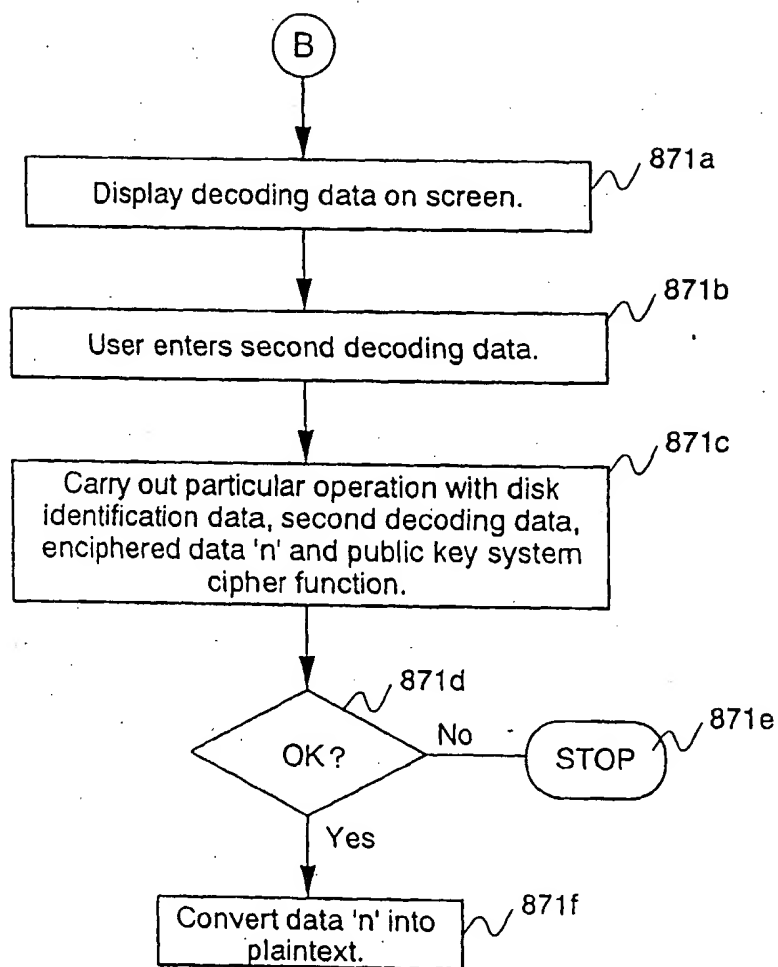 B
871a
Display decoding data on screen.
871b
User enters second decoding data.
871c
Carry out particular operation with disk
identification data, second decoding data,
enciphered data 'n' and public key system
cipher function.
871d
OK?
No
871e
STOP
Yes
871f
Convert data 'n' into
plaintext.